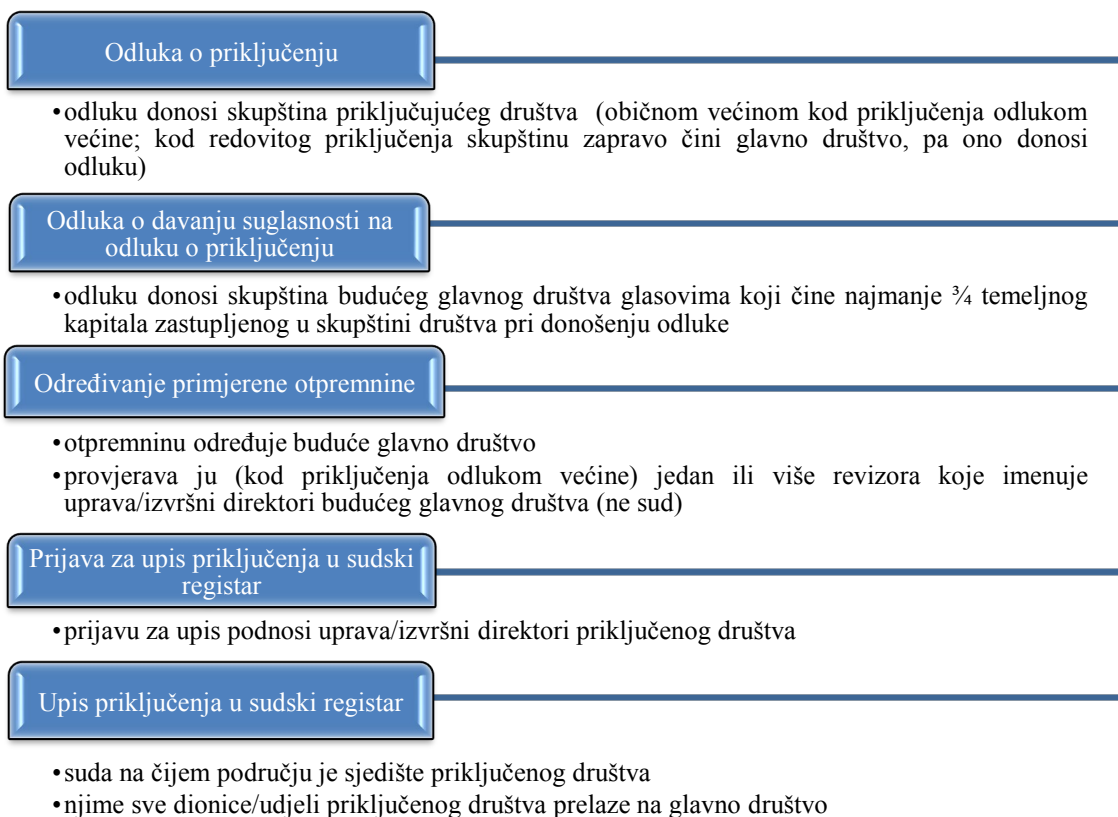 Odluka o priključenju
•odluku donosi skupština priključujućeg društva (običnom većinom kod priključenja odlukom
većine; kod redovitog priključenja skupštinu zapravo čini glavno društvo, pa ono donosi
odluku)
Odluka o davanju suglasnosti na
odluku o priključenju
•odluku donosi skupština budućeg glavnog društva glasovima koji čine najmanje ¾ temeljnog
kapitala zastupljenog u skupštini društva pri donošenju odluke
Određivanje primjerene otpremnine
•otpremninu određuje buduće glavno društvo
•provjerava ju (kod priključenja odlukom većine) jedan ili više revizora koje imenuje
uprava/izvršni direktori budućeg glavnog društva (ne sud)
Prijava za upis priključenja u sudski
registar
•prijavu za upis podnosi uprava/izvršni direktori priključenog društva
Upis priključenja u sudski registar
•suda na čijem području je sjedište priključenog društva
•njime sve dionice/udjeli priključenog društva prelaze na glavno društvo